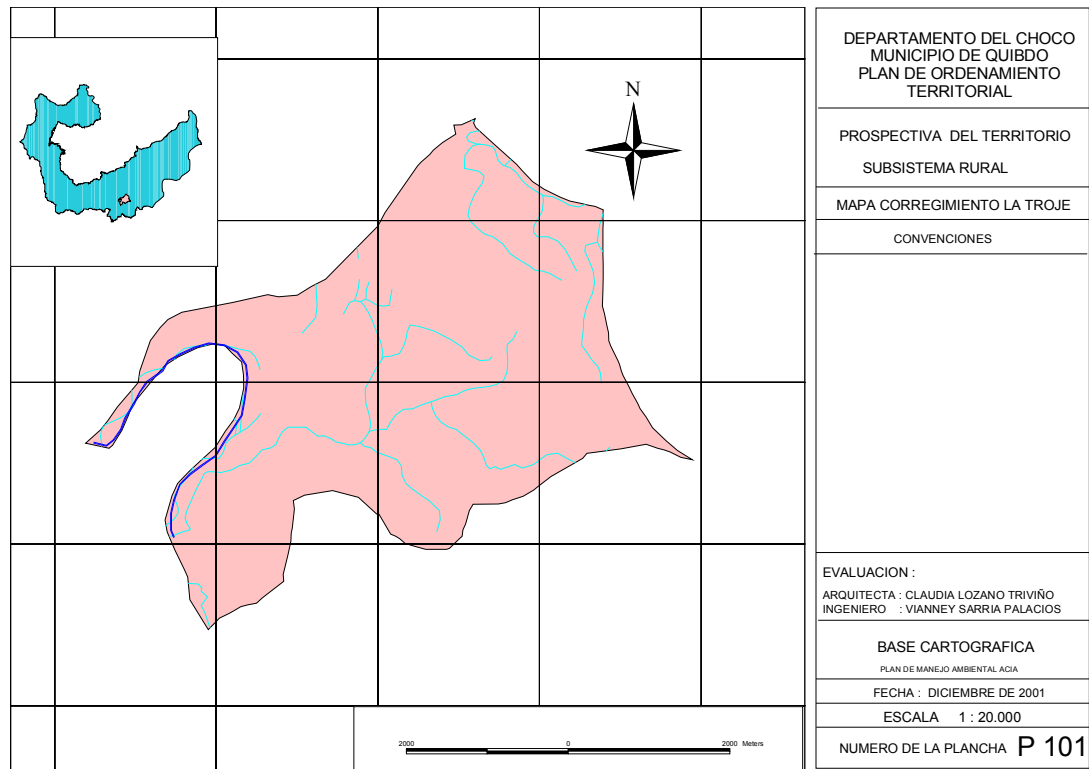 N
2000 0 2000 Meters
DEPARTAMENTO DEL CHOCO
MUNICIPIO DE QUIBDO
PLAN DE ORDENAMIENTO
TERRITORIAL
PROSPECTIVA DEL TERRITORIO
SUBSISTEMA RURAL
MAPA CORREGIMIENTO LA TROJE
CONVENCIONES
EVALUACION :
ARQUITECTA : CLAUDIA LOZANO TRIVIÑO
INGENIERO : VIANNEY SARRIA PALACIOS
BASE CARTOGRAFICA
PLAN DE MANEJO AMBIENTAL ACIA
FECHA : DICIEMBRE DE 2001
ESCALA 1 : 20.000
NUMERO DE LA PLANCHA P 101